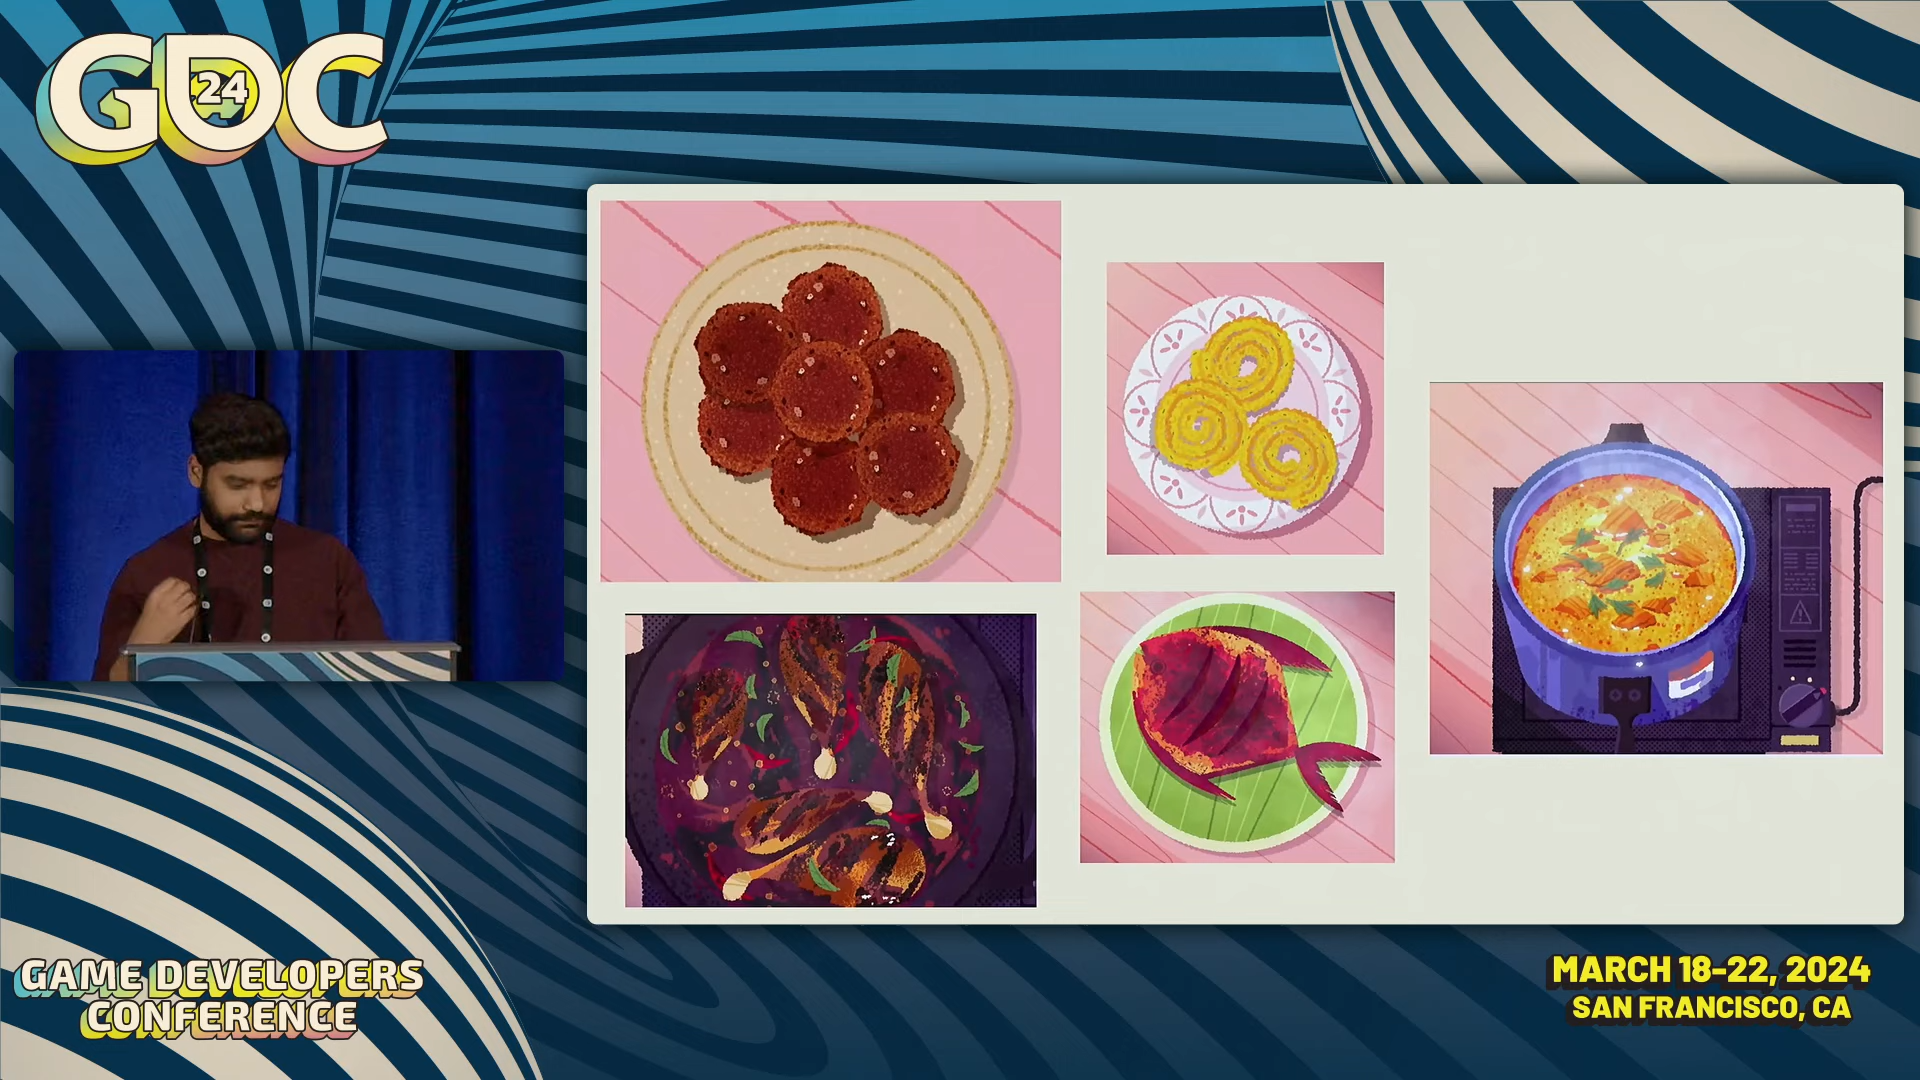 GDC
24
GAME DEVELOPERS
CONFERENCE
MARCH 18-22, 2024
SAN FRANCISCO, CA